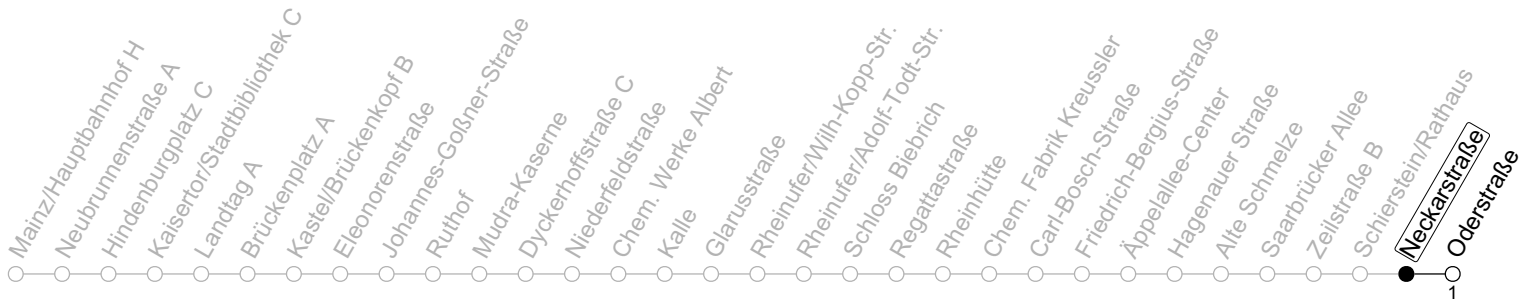 Mainz/Hauptbahnhof H
Neubrunnenstraße A
Hindenburgplatz C
Kaisertor/Stadtbibliothek C
Landtag A
Brückenplatz A
Kastel/Brückenkopf B
Eleonorenstraße
Johannes-Goßner-Straße
Ruthof
Mudra-Kaserne
Dyckerhoffstraße C
Niederfeldstraße
Chem. Werke Albert
Kalle
Glarusstraße
Rheinufer/Wilh-Kopp-Str.
Rheinufer/Adolf-Todt-Str.
Schloss Biebrich
Regattastraße
Rheinhütte
Chem. Fabrik Kreussler
Carl-Bosch-Straße
Friedrich-Bergius-Straße
Äppelallee-Center
Hagenauer Straße
Alte Schmelze
Saarbrücker Allee
Zeilstraße B
Schierstein/Rathaus
Neckarstraße
Oderstraße
1